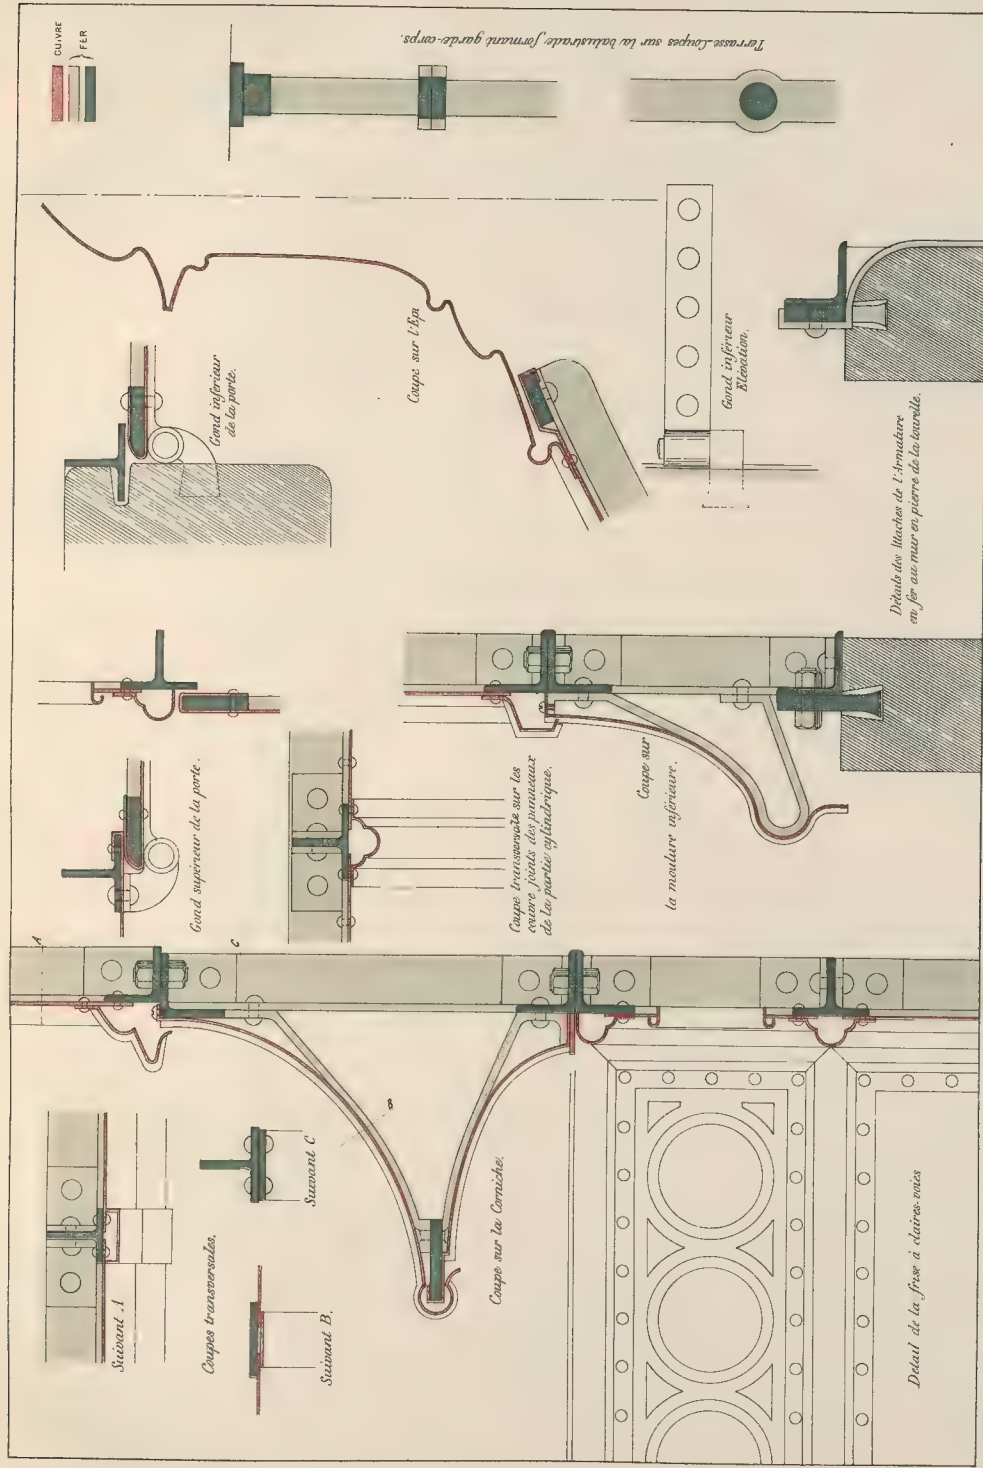 CUIVRE
FER
Terrasse_Coupes sur la balustrade formant garde-corps.
Gond inférieur
de la porte.
Coupe sur l'Epi
Gond inférieur
Elévation.
Détails des Attaches de l'Armature
en fer au mur en pierre de la tourelle.
Gond supérieur de la porte.
Coupe transversale sur les
couvre joints des panneaux
de la partie cylindrique.
Coupe sur
la moulure inférieure.
A
C
B
Suivant A
Coupes transversales.
Suivant C
Suivant B.
Coupe sur la Corniche.
Détail de la frise à claires-voies